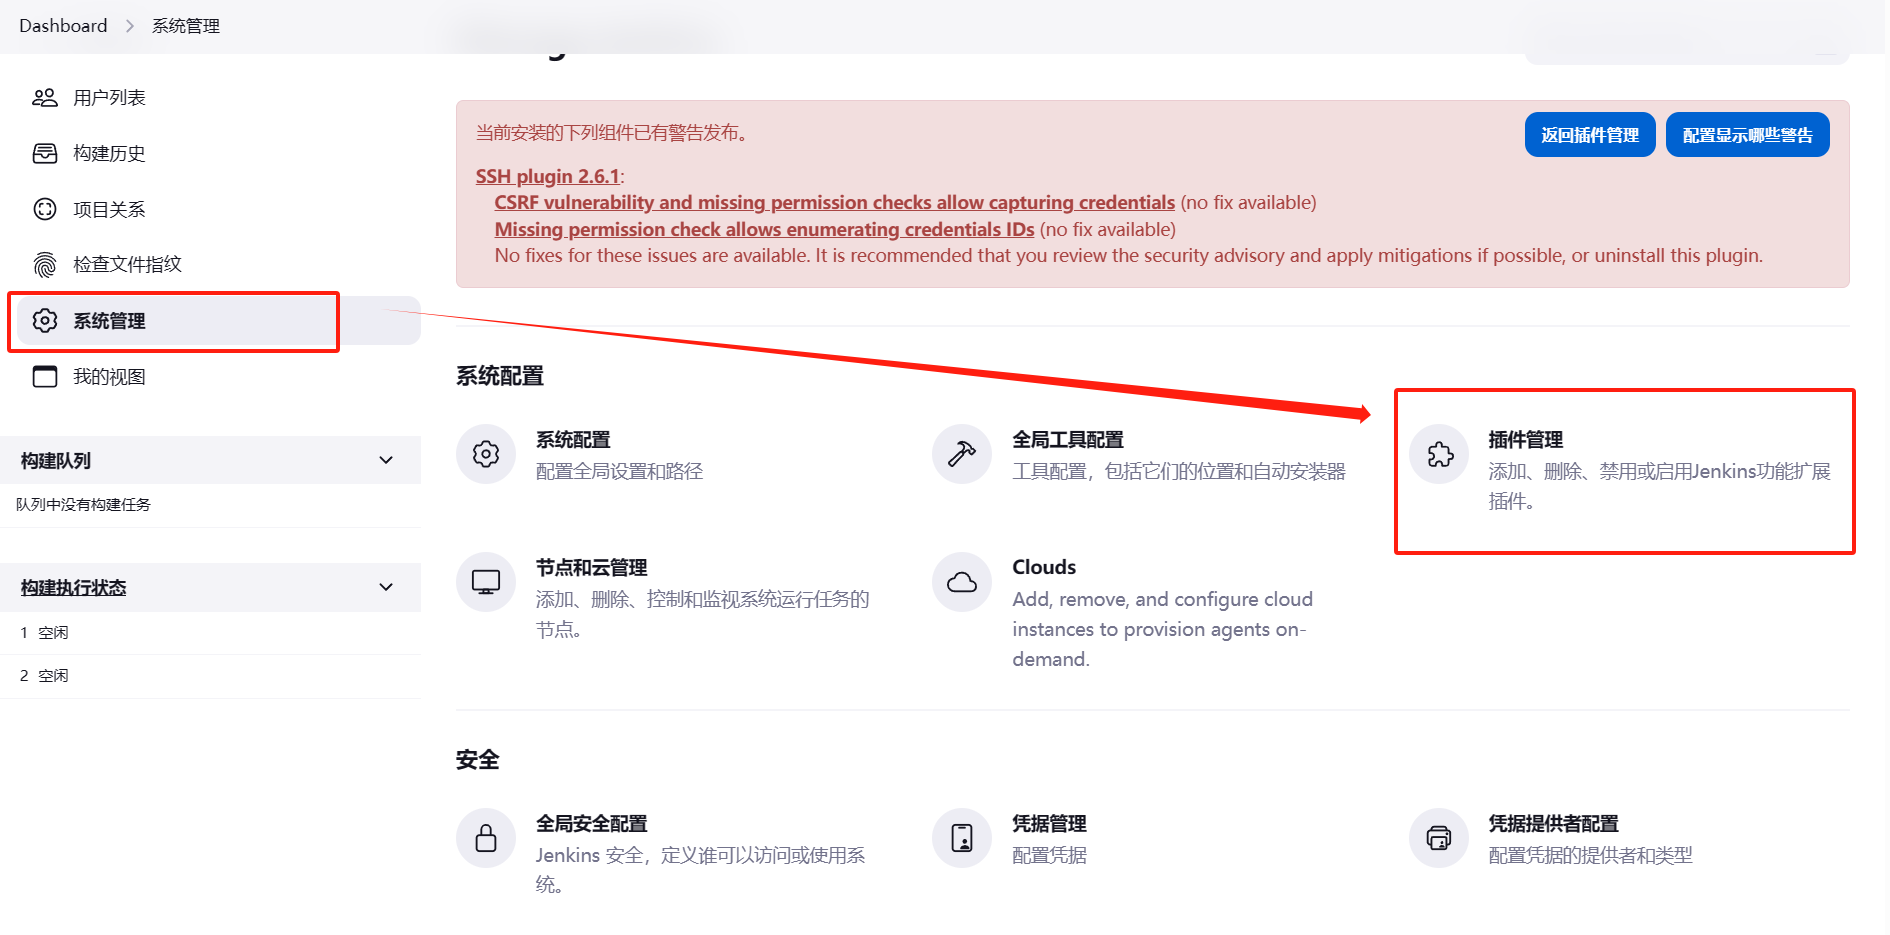 Dashboard > 系统管理
用户列表
构建历史
项目关系
检查文件指纹
系统管理
我的视图
构建队列
队列中没有构建任务
构建执行状态
1 空闲
2 空闲
当前安装的下列组件已有警告发布。
返回插件管理
配置显示哪些警告
SSH plugin 2.6.1:
CSRF vulnerability and missing permission checks allow capturing credentials (no fix available)
Missing permission check allows enumerating credentials IDs (no fix available)
No fixes for these issues are available. It is recommended that you review the security advisory and apply mitigations if possible, or uninstall this plugin.
系统配置
系统配置
配置全局设置和路径
全局工具配置
工具配置，包括它们的位置和自动安装器
插件管理
添加、删除、禁用或启用Jenkins功能扩展
插件。
节点和云管理
添加、删除、控制和监视系统运行任务的
节点。
Clouds
Add, remove, and configure cloud
instances to provision agents on-
demand.
安全
全局安全配置
Jenkins 安全，定义谁可以访问或使用系
统。
凭据管理
配置凭据
凭据提供者配置
配置凭据的提供者和类型